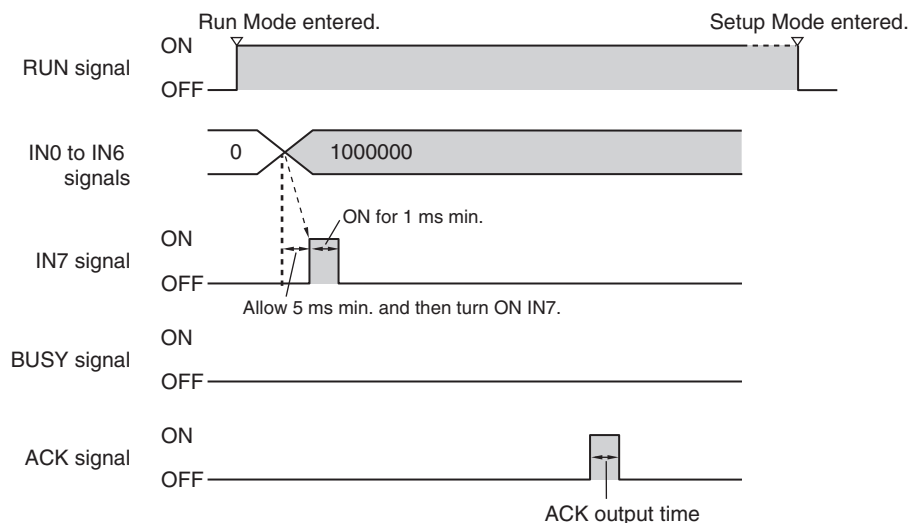 Run Mode entered.
Setup Mode entered.
ON
RUN signal
OFF
IN0 to IN6
signals
0
1000000
ON for 1 ms min.
ON
IN7 signal
OFF
Allow 5 ms min. and then turn ON IN7.
ON
BUSY signal
OFF
ON
ACK signal
OFF
ACK output time